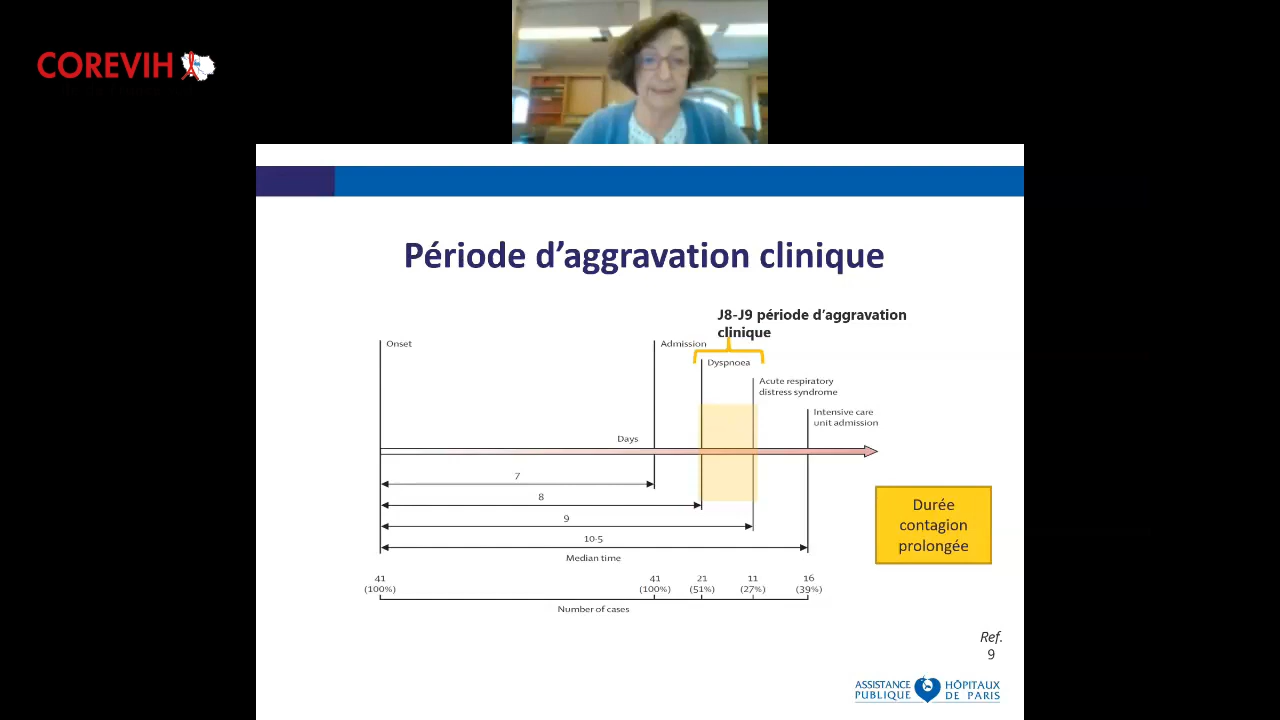 COREVIH
Période d’aggravation clinique
J8-J9 période d’aggravation
clinique
Onset
Admission
Dyspnoea
Acute respiratory
distress syndrome
Intensive care
unit admission
Days
7
8
9
10·5
Median time
41 41 21 11 16
(100%) (100%) (51%) (27%) (39%)
Number of cases
Durée
contagion
prolongée
Ref.
9
ASSISTANCE HÔPITAUX
PUBLIQUE DE PARIS